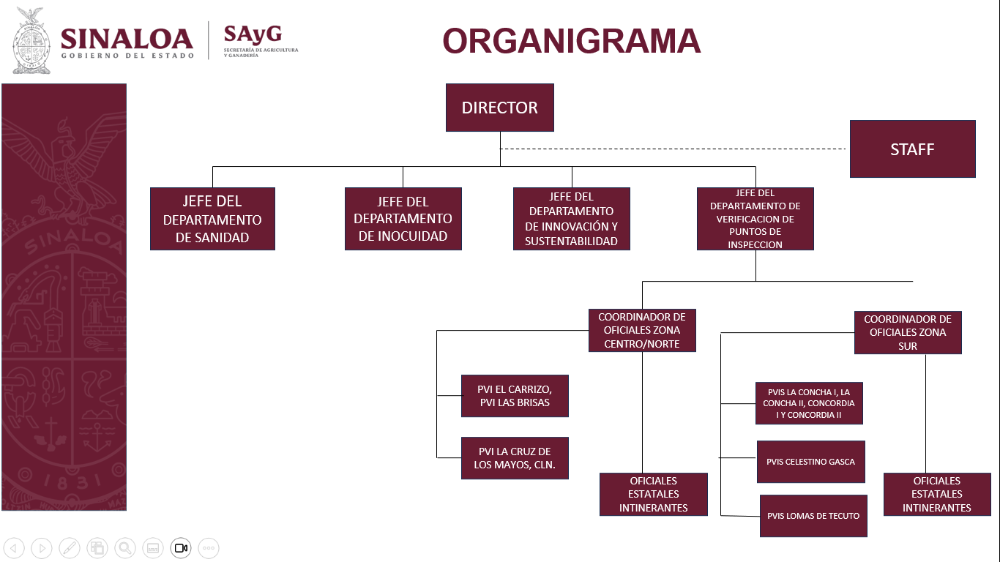 SINALOA
GOBIERNO DEL ESTADO
SAyG
SECRETARÍA DE AGRICULTURA
Y GANADERÍA
ORGANIGRAMA
DIRECTOR
STAFF
JEFE DEL
DEPARTAMENTO
DE SANIDAD
JEFE DEL
DEPARTAMENTO
DE INOCUIDAD
JEFE DEL
DEPARTAMENTO
DE INNOVACIÓN Y
SUSTENTABILIDAD
JEFE DEL
DEPARTAMENTO DE
VERIFICACION DE
PUNTOS DE
INSPECCION
COORDINADOR DE
OFICIALES ZONA
CENTRO/NORTE
COORDINADOR DE
OFICIALES ZONA
SUR
PVI EL CARRIZO,
PVI LAS BRISAS
PVI LA CRUZ DE
LOS MAYOS, CLN.
OFICIALES
ESTATALES
INTINERANTES
PVIS LA CONCHA I, LA
CONCHA II, CONCORDIA
I Y CONCORDIA II
PVIS CELESTINO GASCA
PVIS LOMAS DE TECUTO
OFICIALES
ESTATALES
INTINERANTES
SINALOA
1831